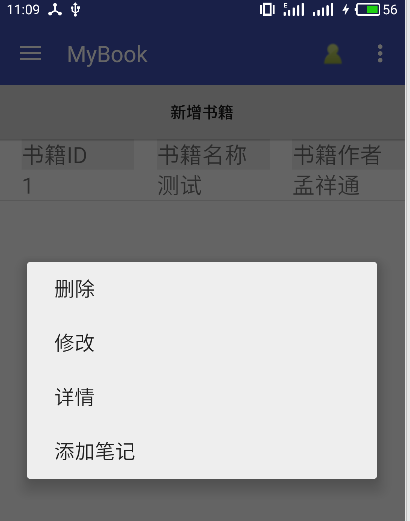 11:09 56
MyBook
新增书籍
书籍ID 书籍名称 书籍作者
1 测试 孟祥通
删除
修改
详情
添加笔记